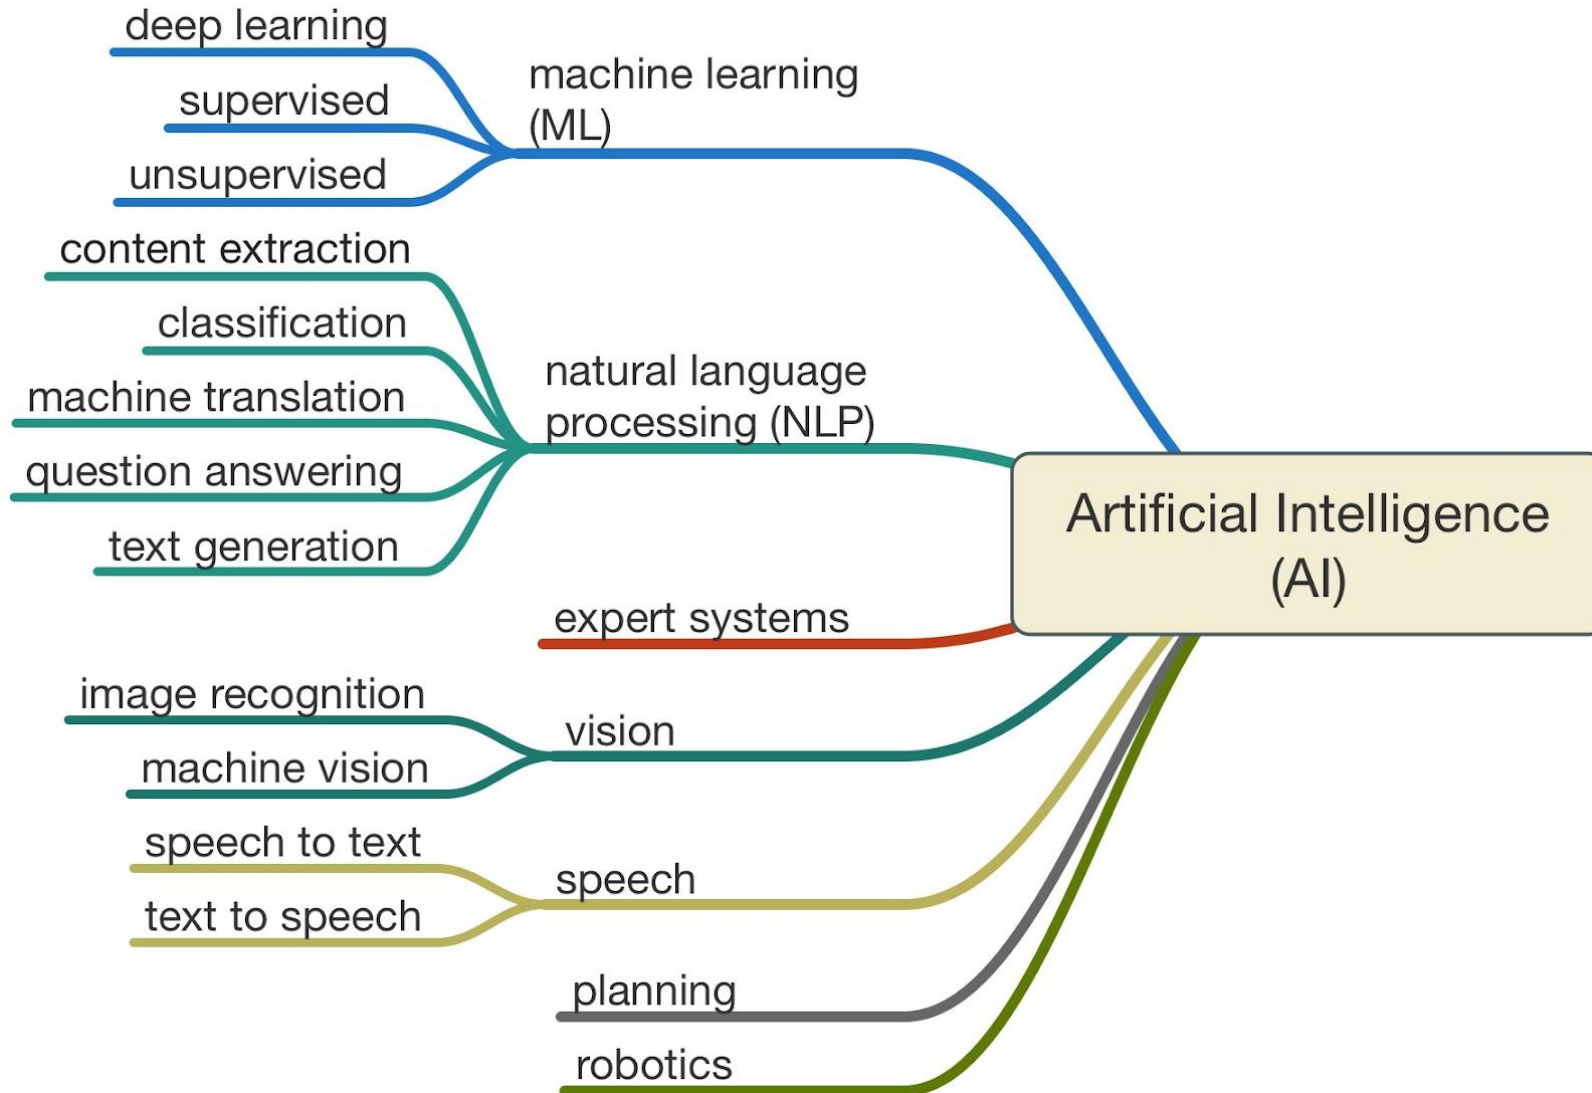 deep learning
supervised
unsupervised
machine learning
(ML)
content extraction
classification
machine translation
question answering
text generation
natural language
processing (NLP)
expert systems
image recognition
machine vision
vision
speech to text
text to speech
speech
planning
robotics
Artificial Intelligence
(AI)